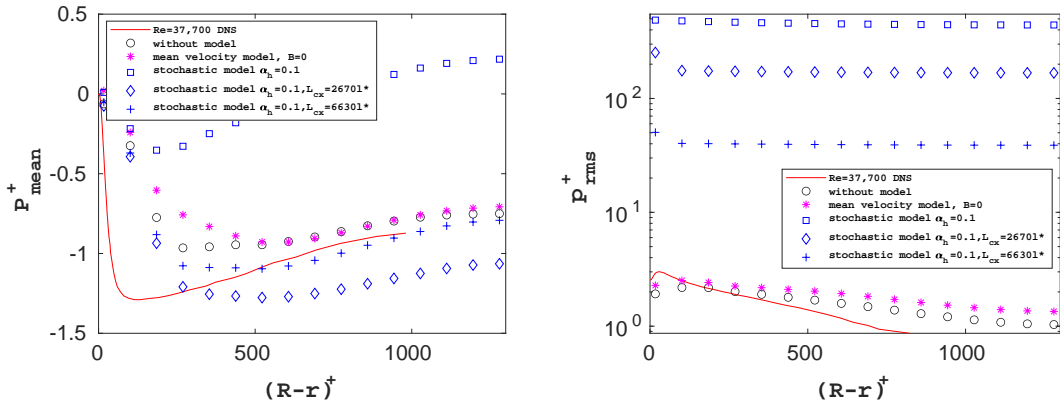 0.5
0
-0.5
-1
-1.5
0
500
1000
p⁺mean
(R-r)⁺
Re=37,700 DNS
without model
mean velocity model, B=0
stochastic model αh=0.1
stochastic model αh=0.1,Lcx=26701*
stochastic model αh=0.1,Lcx=66301*
10²
10¹
10⁰
0
500
1000
p⁺rms
(R-r)⁺
Re=37,700 DNS
without model
mean velocity model, B=0
stochastic model αh=0.1
stochastic model αh=0.1,Lcx=26701*
stochastic model αh=0.1,Lcx=66301*